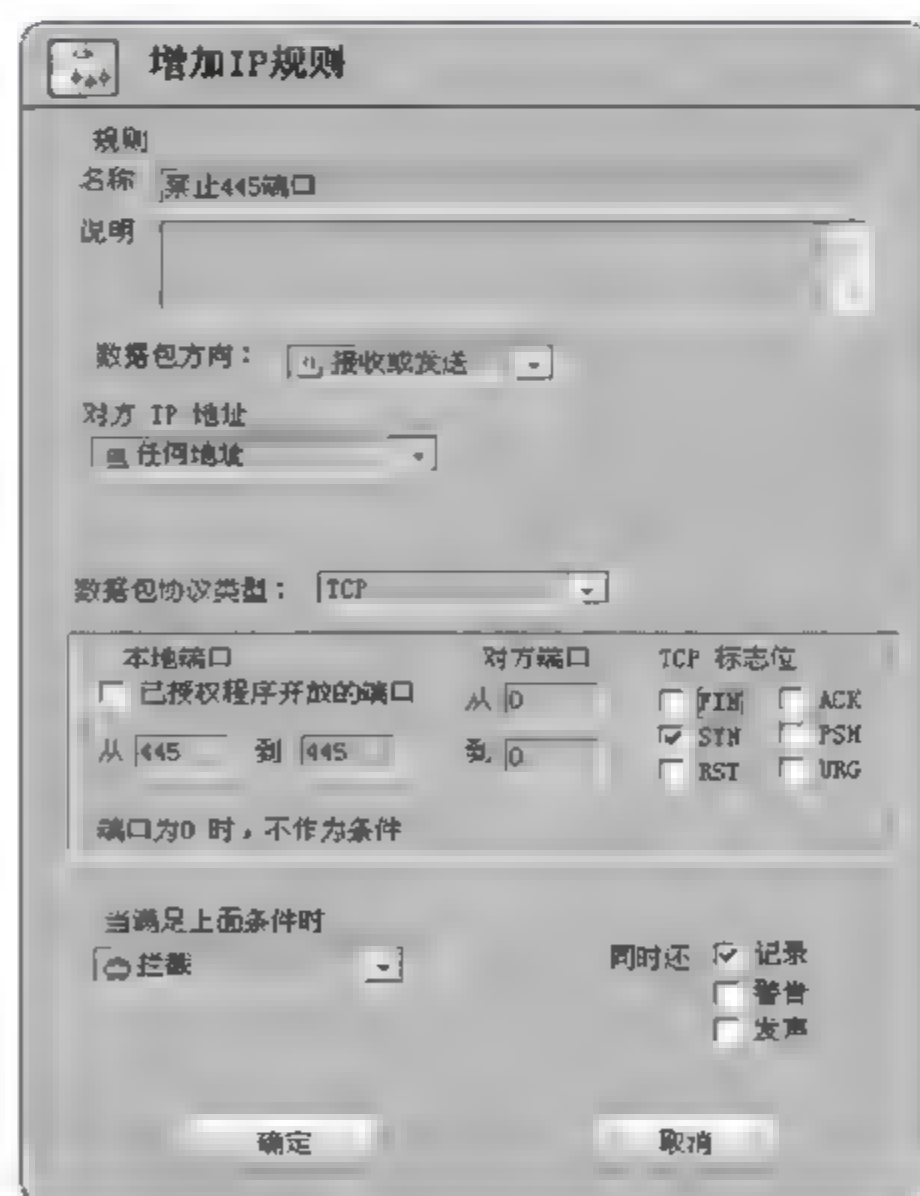 增加IP规则
规则
名称 禁止445端口
说明
数据包方向： 接收或发送
对方 IP 地址
任何地址
数据包协议类型： TCP
本地端口 对方端口 TCP 标志位
已授权程序开放的端口 从 0 FIN ACK
从 445 到 445 到 0 SYN PSH
RST URG
端口为0 时，不作为条件
当满足上面条件时
拦截 同时还 记录
警告
发声
确定 取消